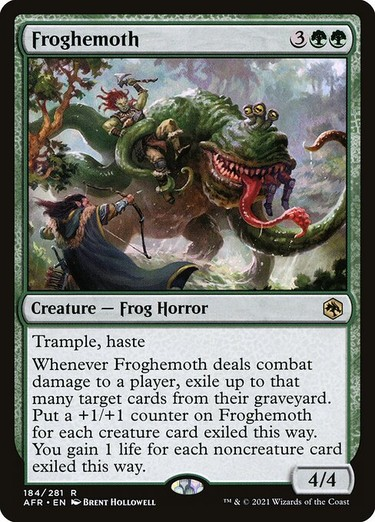 Froghemoth 3
Creature — Frog Horror
Trample, haste
Whenever Froghemoth deals combat
damage to a player, exile up to that
many target cards from their graveyard.
Put a +1/+1 counter on Froghemoth
for each creature card exiled this way.
You gain 1 life for each noncreature card
exiled this way.
4/4
184/281 R
AFR • EN Brent Hollowell
™ & © 2021 Wizards of the Coast